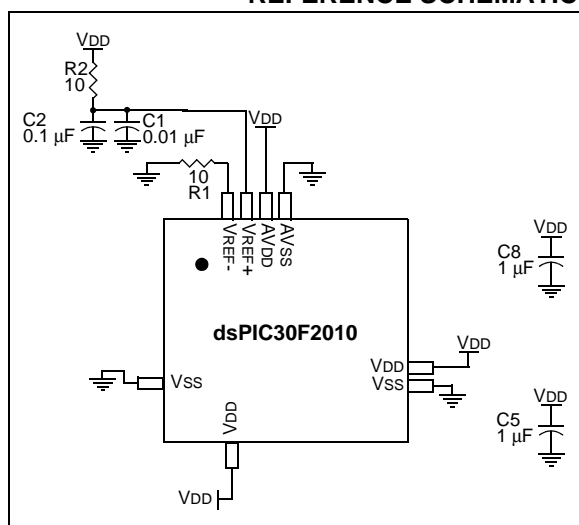 REFERENCE SCHEMATIC
VDD
R2
10
C2
0.1 µF
C1
0.01 µF
VDD
10
R1
VREF-
VREF+
AVDD
AVSS
VDD
C8
1 µF
dsPIC30F2010
VDD
VSS
VDD
VSS
VDD
VDD
C5
1 µF
VDD